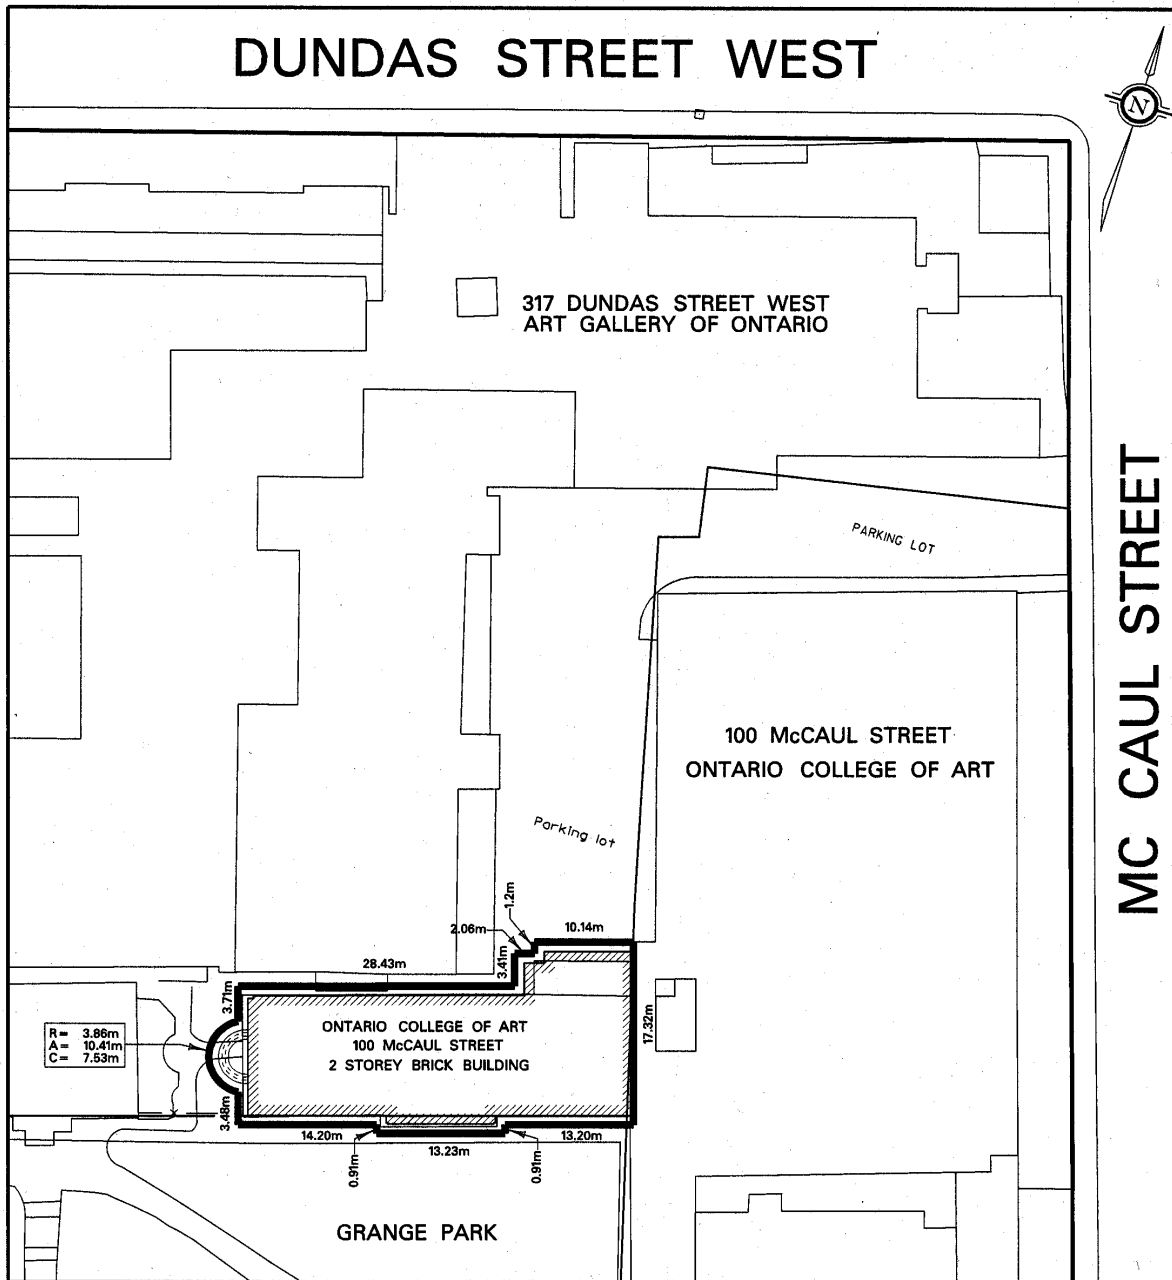 DUNDAS STREET WEST
N
317 DUNDAS STREET WEST
ART GALLERY OF ONTARIO
PARKING LOT
MC CAUL STREET
100 McCAUL STREET
ONTARIO COLLEGE OF ART
Parking lot
1.2m
2.06m
10.14m
3.41m
28.43m
3.71m
17.32m
R= 3.86m
A= 10.41m
C= 7.53m
ONTARIO COLLEGE OF ART
100 McCAUL STREET
2 STOREY BRICK BUILDING
3.48m
14.20m
13.20m
0.91m
13.23m
0.91m
GRANGE PARK